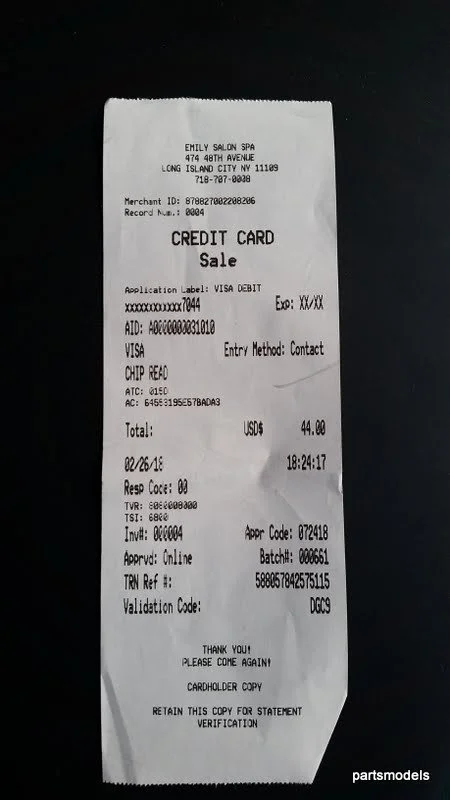 EMILY SALON SPA
474 48TH AVENUE
LONG ISLAND CITY NY 11109
718-707-0008
Merchant ID: 878827002208206
Record Num.: 0004
CREDIT CARD
Sale
Application Label: VISA DEBIT
xxxxxxxxxxxx7044 Exp: XX/XX
AID: A0000000031010
VISA Entry Method: Contact
CHIP READ
ATC: 015D
AC:
Total: USD$ 44.00
02/26/18 18:24:17
Resp Code: 00
TVR: 8080008000
TSI: 6800
Inv#: 000004 Appr Code: 072418
Apprvd: Online Batch#: 000661
TRN Ref #: 588057842575115
Validation Code: DGC9
THANK YOU!
PLEASE COME AGAIN!
CARDHOLDER COPY
RETAIN THIS COPY FOR STATEMENT
VERIFICATION
partsmodels